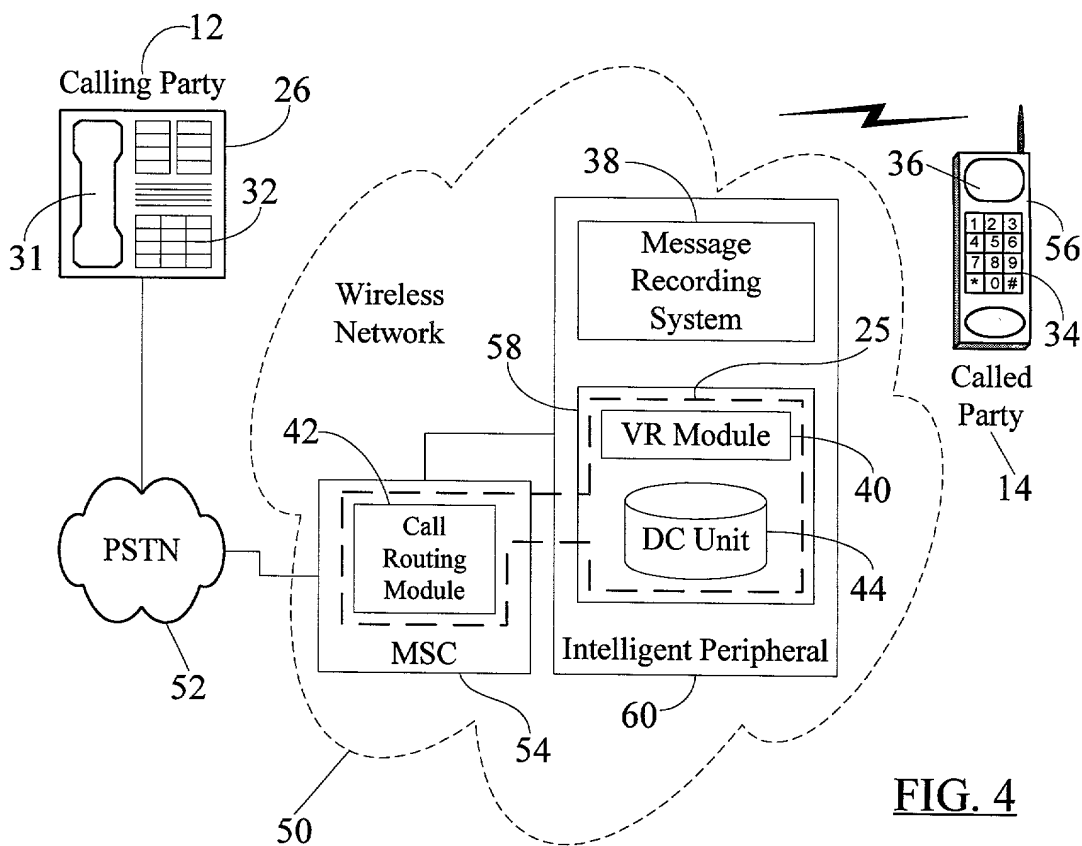 12
Calling Party
26
32
31
38
36
1 2 3
4 5 6
7 8 9
* 0 #
56
34
Called
Party
14
Message
Recording
System
Wireless
Network
58
25
VR Module
40
42
Call
Routing
Module
DC Unit
44
PSTN
52
MSC
54
Intelligent Peripheral
60
50
FIG. 4